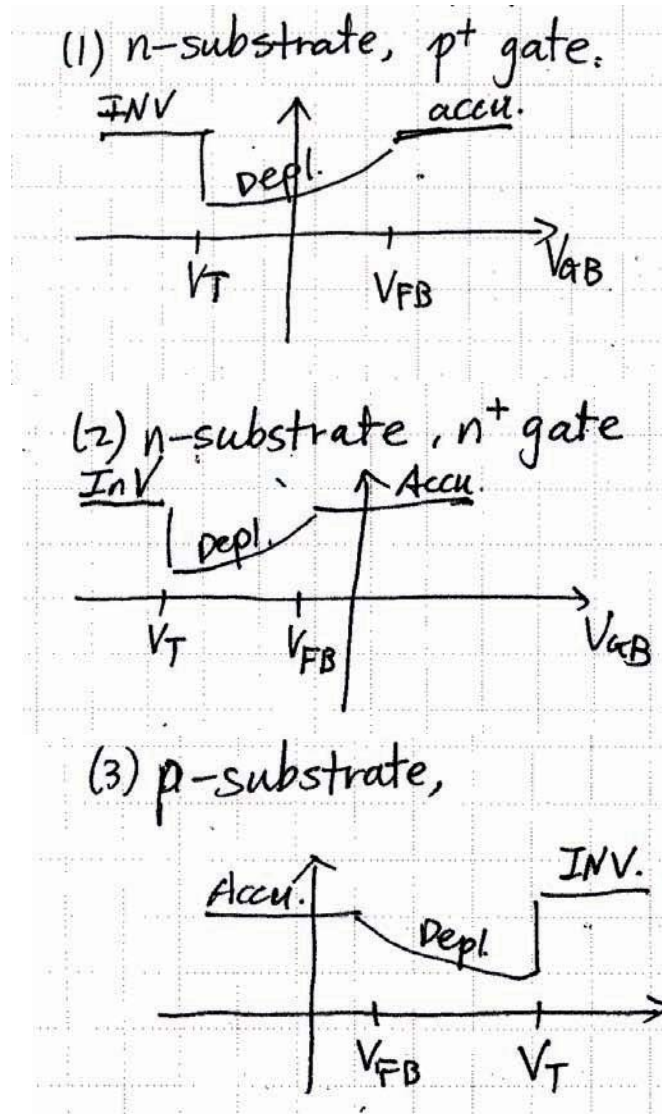 (1) n-substrate, p+ gate.
INV
accu.
Depl.
VT
VFB
VGB
(2) n-substrate, n+ gate
Inv
Accu.
Depl.
VT
VFB
VGB
(3) p-substrate,
Accu.
INV.
Depl.
VFB
VT